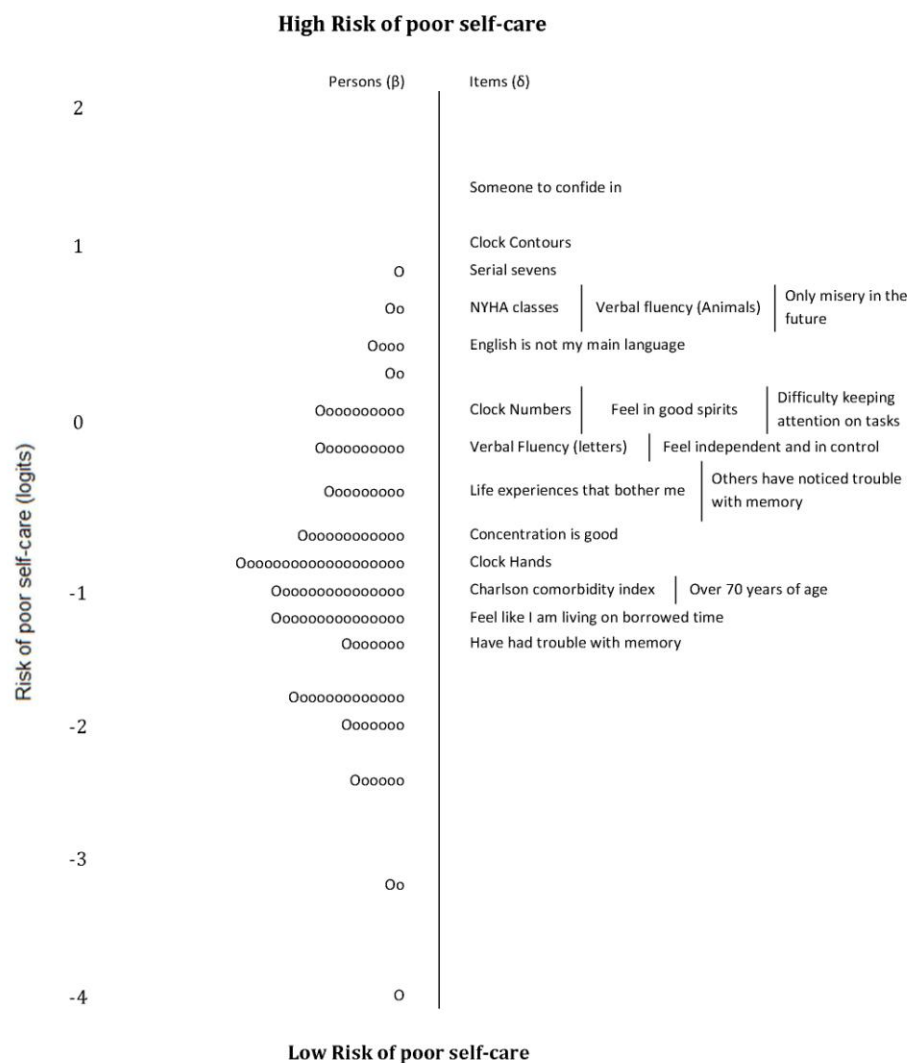 High Risk of poor self-care
Persons (β) Items (δ)
2
Someone to confide in
1 Clock Contours
O Serial sevens
Oo NYHA classes Verbal fluency (Animals) Only misery in the
future
Oooo English is not my main language
Oo
0 Oooooooooo Clock Numbers Feel in good spirits Difficulty keeping
attention on tasks
Oooooooooo Verbal Fluency (letters) Feel independent and in control
Ooooooooo Life experiences that bother me Others have noticed trouble
with memory
Oooooooooooo Concentration is good
Ooooooooooooooooooo Clock Hands
-1 Ooooooooooooooo Charlson comorbidity index Over 70 years of age
Ooooooooooooooo Feel like I am living on borrowed time
Ooooooo Have had trouble with memory
Ooooooooooooo
-2 Ooooooo
Oooooo
-3
Oo
-4 O
Risk of poor self-care (logits)
Low Risk of poor self-care